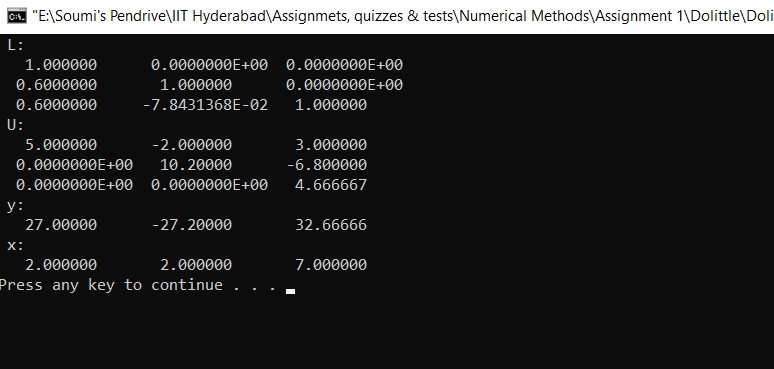 "E:\Soumi's Pendrive\IIT Hyderabad\Assignmets, quizzes & tests\Numerical Methods\Assignment 1\Dolittle\Doli
L:
1.000000 0.0000000E+00 0.0000000E+00
0.6000000 1.000000 0.0000000E+00
0.6000000 -7.8431368E-02 1.000000
U:
5.000000 -2.000000 3.000000
0.0000000E+00 10.20000 -6.800000
0.0000000E+00 0.0000000E+00 4.666667
y:
27.00000 -27.20000 32.66666
x:
2.000000 2.000000 7.000000
Press any key to continue . . .